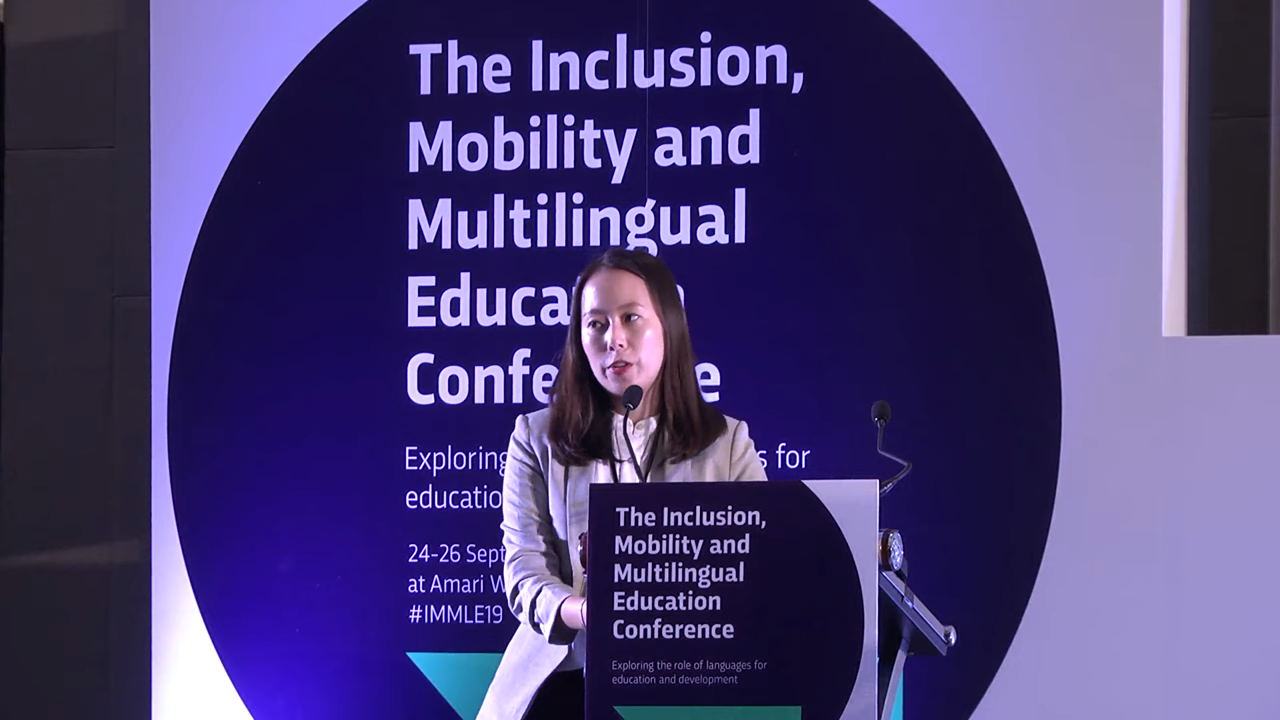 The Inclusion,
Mobility and
Multilingual
Educa
Confe e
Exploring s for
educatio
24-26 Sept
at Amari W
#IMMLE19
The Inclusion,
Mobility and
Multilingual
Education
Conference
Exploring the role of languages for
education and development